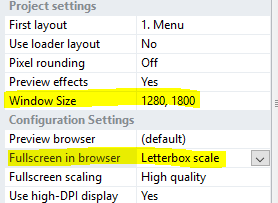 Project settings
First layout 1. Menu
Use loader layout No
Pixel rounding Off
Preview effects Yes
Window Size 1280, 1800
Configuration Settings
Preview browser (default)
Fullscreen in browser Letterbox scale
Fullscreen scaling High quality
Use high-DPI display Yes